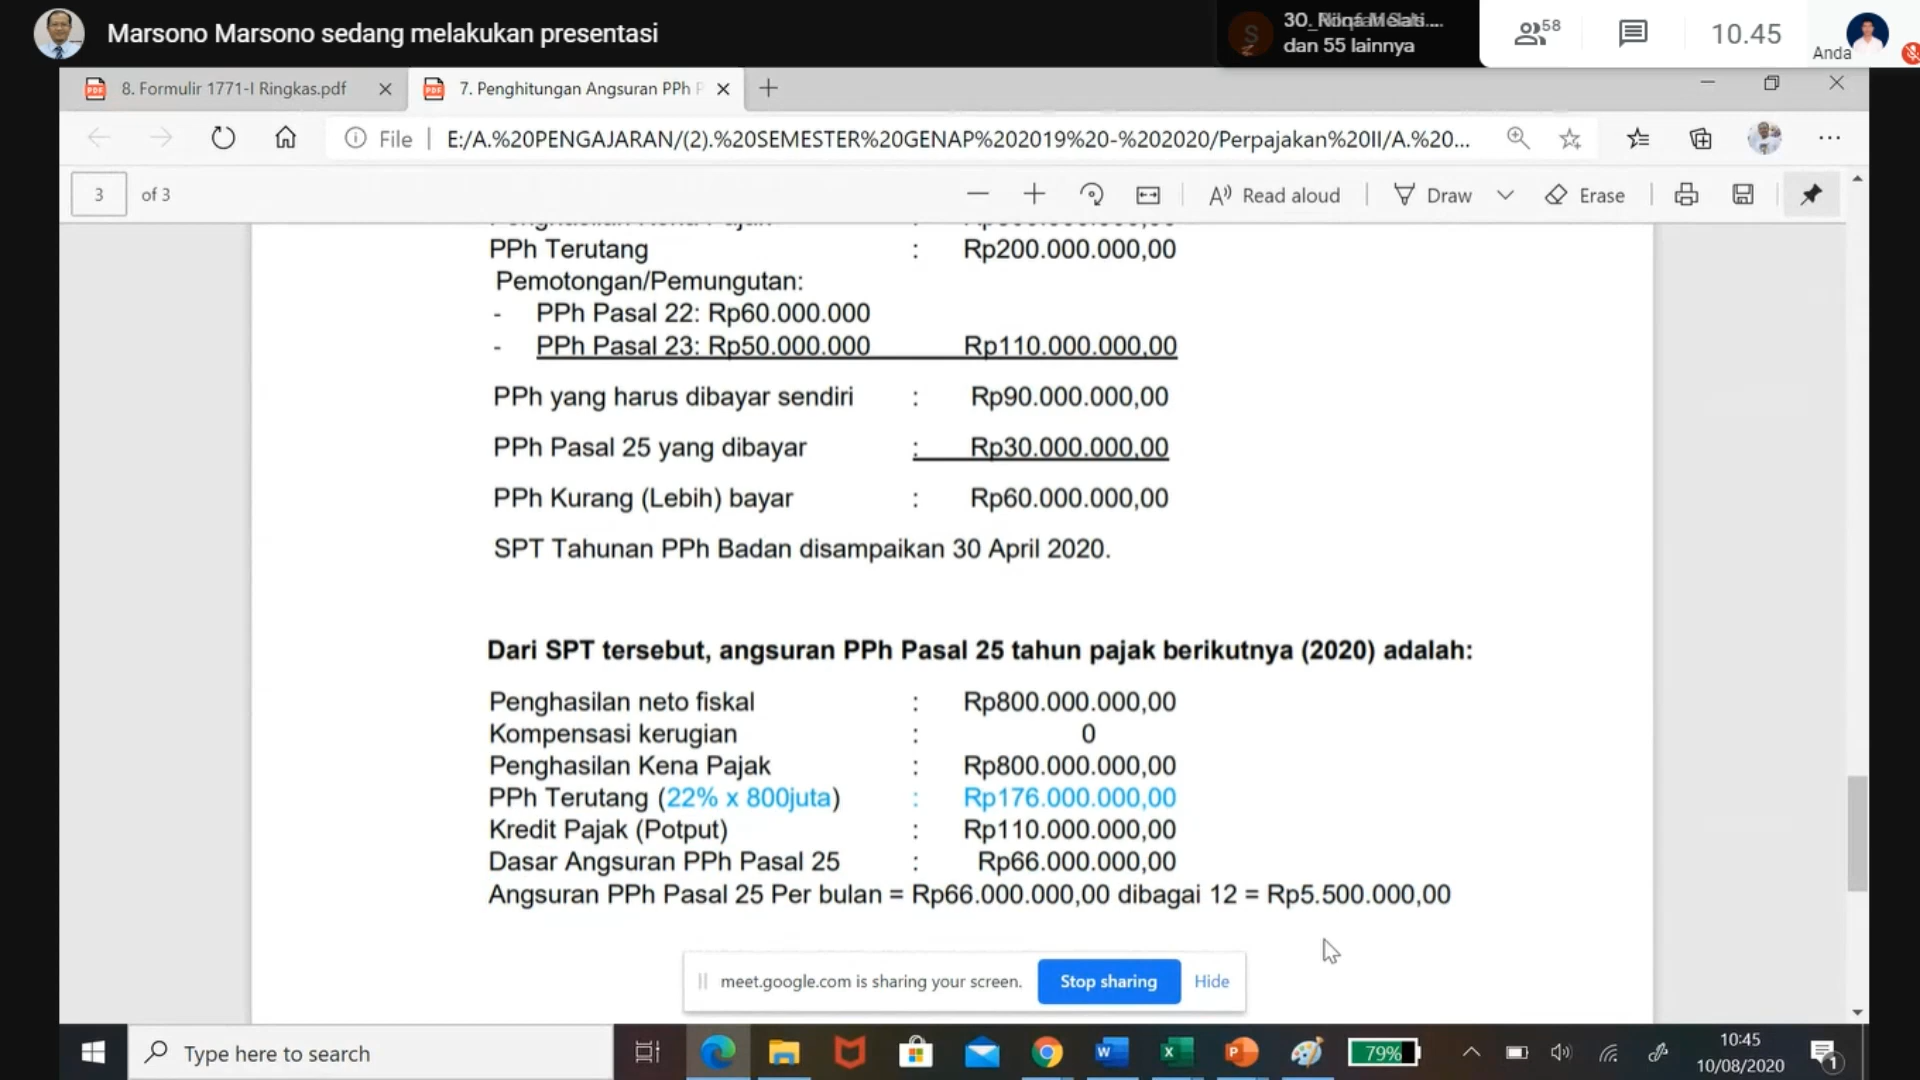 Marsono Marsono sedang melakukan presentasi
dan 55 lainnya
58
10.45
Anda
8. Formulir 1771-I Ringkas.pdf
7. Penghitungan Angsuran PPh P
File
E:/A.%20PENGAJARAN/(2).%20SEMESTER%20GENAP%202019%20-%202020/Perpajakan%20II/A.%20...
3 of 3
Read aloud
Draw
Erase
PPh Terutang : Rp200.000.000,00
Pemotongan/Pemungutan:
- PPh Pasal 22: Rp60.000.000
- PPh Pasal 23: Rp50.000.000 Rp110.000.000,00
PPh yang harus dibayar sendiri : Rp90.000.000,00
PPh Pasal 25 yang dibayar : Rp30.000.000,00
PPh Kurang (Lebih) bayar : Rp60.000.000,00
SPT Tahunan PPh Badan disampaikan 30 April 2020.
Dari SPT tersebut, angsuran PPh Pasal 25 tahun pajak berikutnya (2020) adalah:
Penghasilan neto fiskal : Rp800.000.000,00
Kompensasi kerugian : 0
Penghasilan Kena Pajak : Rp800.000.000,00
PPh Terutang (22% x 800juta) : Rp176.000.000,00
Kredit Pajak (Potput) : Rp110.000.000,00
Dasar Angsuran PPh Pasal 25 : Rp66.000.000,00
Angsuran PPh Pasal 25 Per bulan = Rp66.000.000,00 dibagai 12 = Rp5.500.000,00
meet.google.com is sharing your screen.
Stop sharing
Hide
Type here to search
79%
10:45
10/08/2020
1